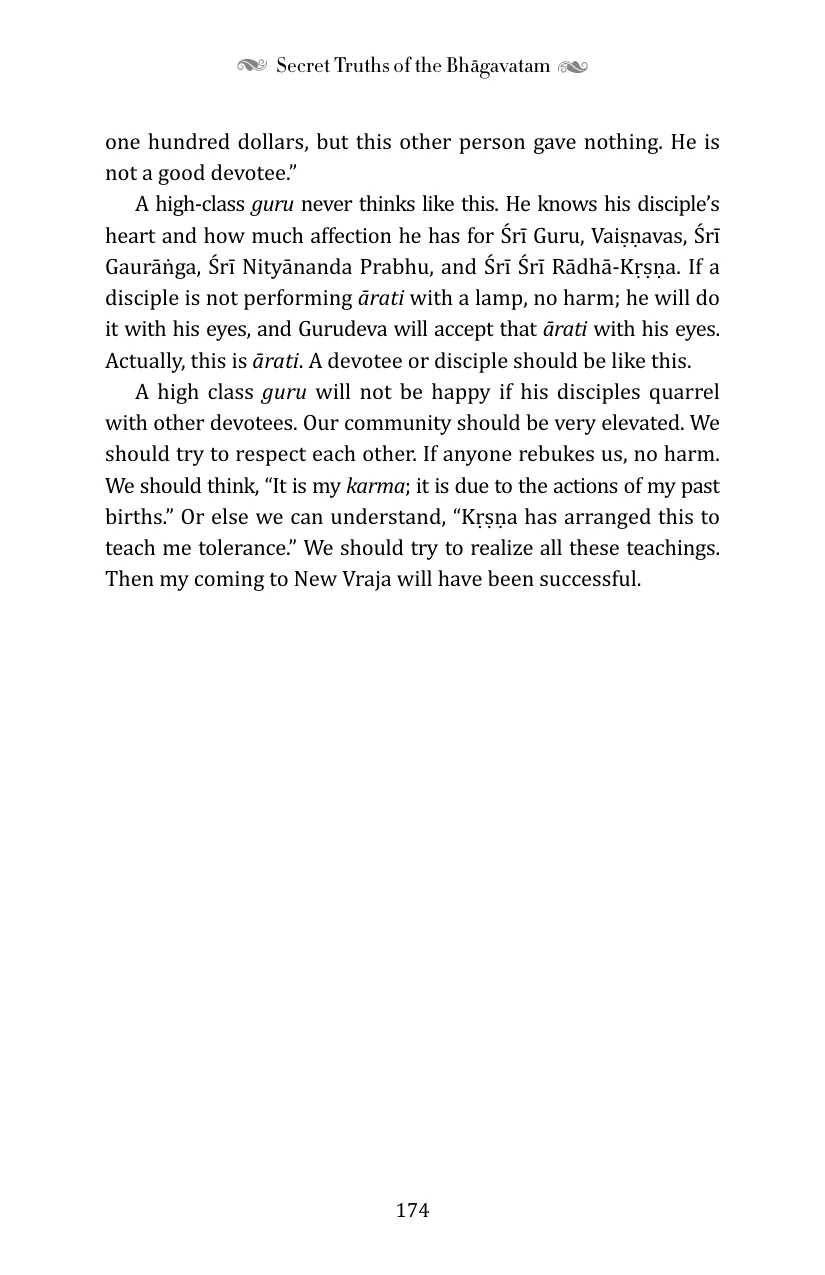 Secret Truths of the Bhāgavatam
one hundred dollars, but this other person gave nothing. He is
not a good devotee.”
A high-class guru never thinks like this. He knows his disciple’s
heart and how much affection he has for Śrī Guru, Vaiṣṇavas, Śrī
Gaurāṅga, Śrī Nityānanda Prabhu, and Śrī Śrī Rādhā-Kṛṣṇa. If a
disciple is not performing ārati with a lamp, no harm; he will do
it with his eyes, and Gurudeva will accept that ārati with his eyes.
Actually, this is ārati. A devotee or disciple should be like this.
A high class guru will not be happy if his disciples quarrel
with other devotees. Our community should be very elevated. We
should try to respect each other. If anyone rebukes us, no harm.
We should think, “It is my karma; it is due to the actions of my past
births.” Or else we can understand, “Kṛṣṇa has arranged this to
teach me tolerance.” We should try to realize all these teachings.
Then my coming to New Vraja will have been successful.
174